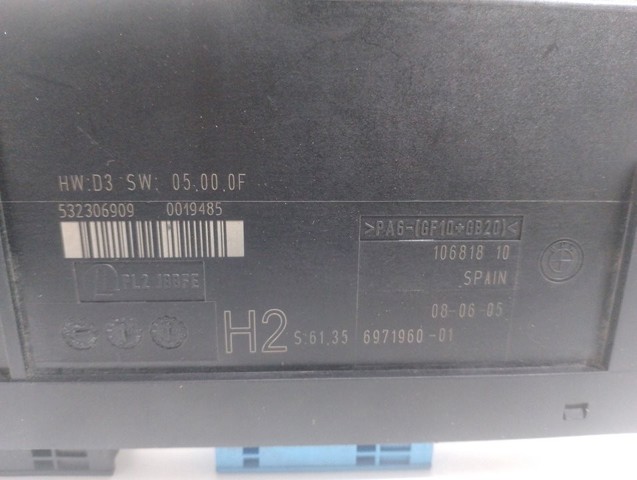 HW:D3 SW: 05.00.0F
532306909 0019485
>PA6-(GF10+GB20)<
106818 10
SPAIN
08-06-05
H2 S:61.35 6971960-01